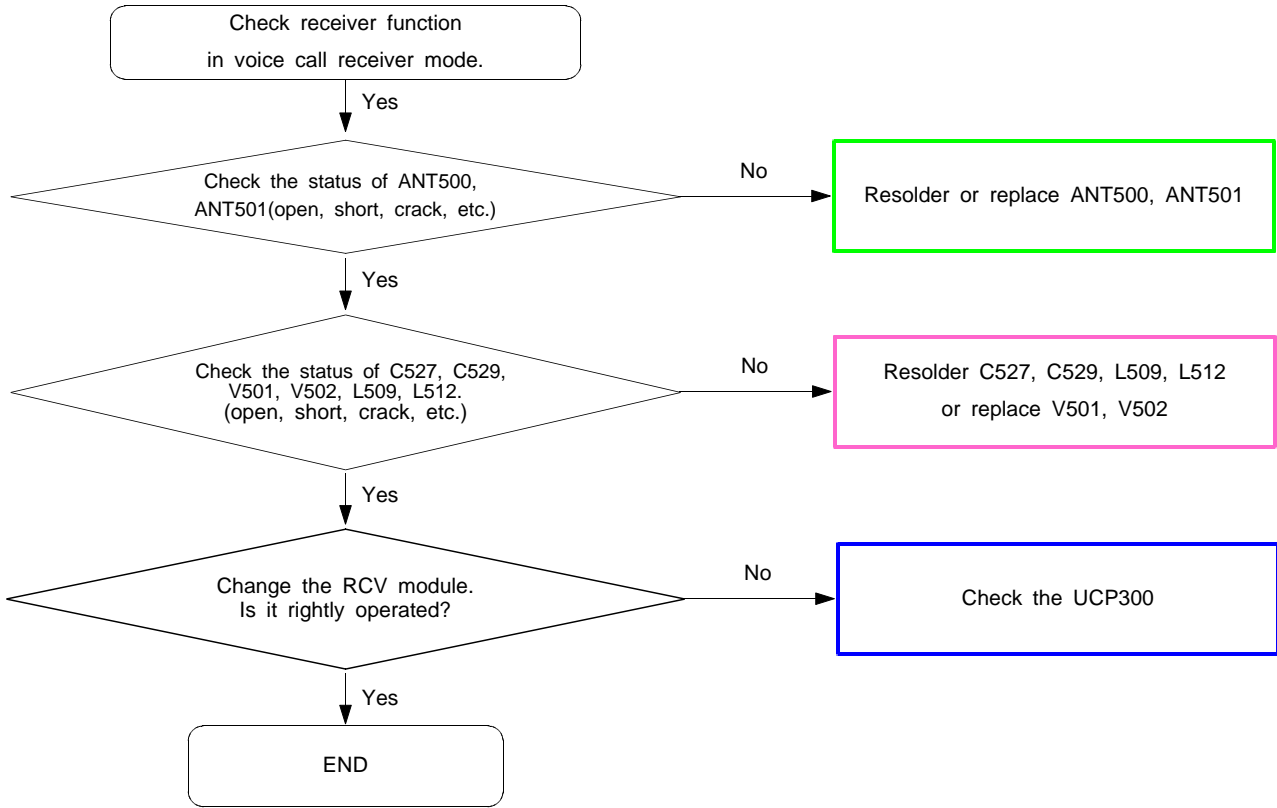 Check receiver function
in voice call receiver mode.
Yes
Check the status of ANT500,
ANT501(open, short, crack, etc.)
No
Resolder or replace ANT500, ANT501
Yes
Check the status of C527, C529,
V501, V502, L509, L512.
(open, short, crack, etc.)
No
Resolder C527, C529, L509, L512
or replace V501, V502
Yes
Change the RCV module.
Is it rightly operated?
No
Check the UCP300
Yes
END